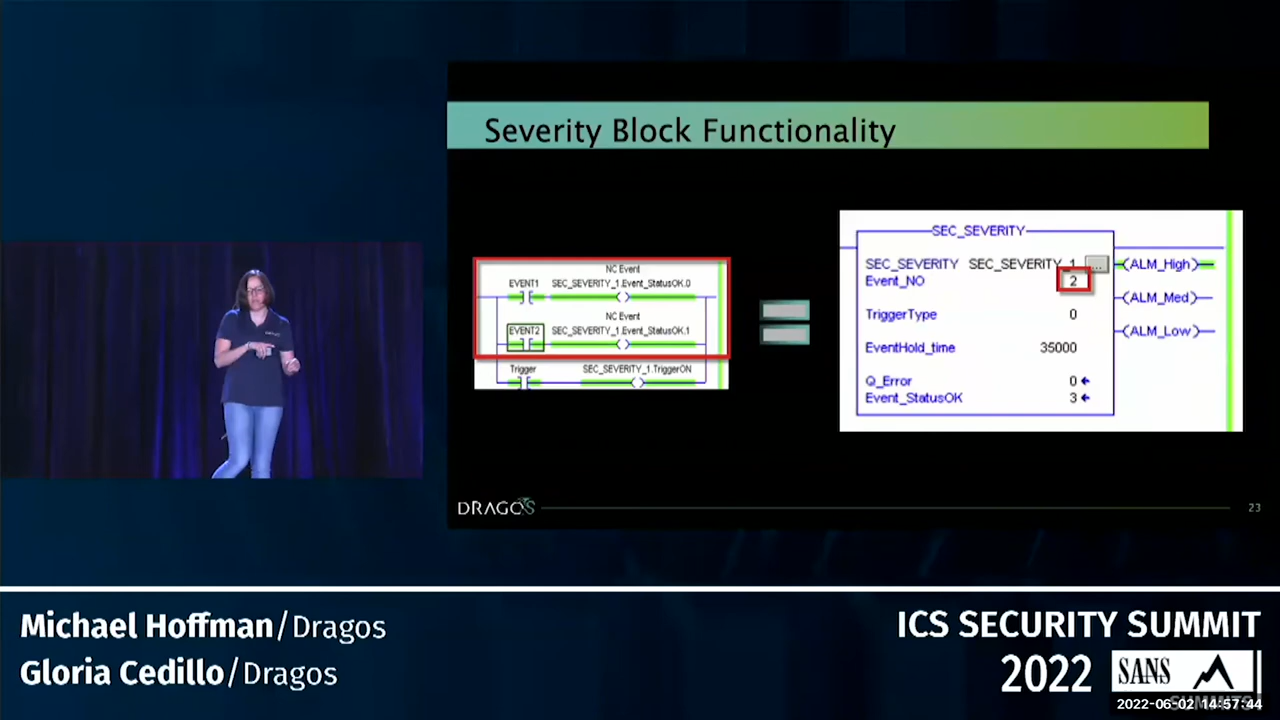 Severity Block Functionality
NC Event
EVENT1 SEC_SEVERITY_1.Event_StatusOK.0
NC Event
EVENT2 SEC_SEVERITY_1.Event_StatusOK.1
Trigger SEC_SEVERITY_1.TriggerON
SEC_SEVERITY
SEC_SEVERITY SEC_SEVERITY_1 ... ALM_High
Event_NO 2
ALM_Med
TriggerType 0
ALM_Low
EventHold_time 35000
Q_Error 0
Event_StatusOK 3
DRAGOS
23
Michael Hoffman/Dragos
Gloria Cedillo/Dragos
ICS SECURITY SUMMIT
2022 SANS
SUMMITS
2022-06-02 14:57:44